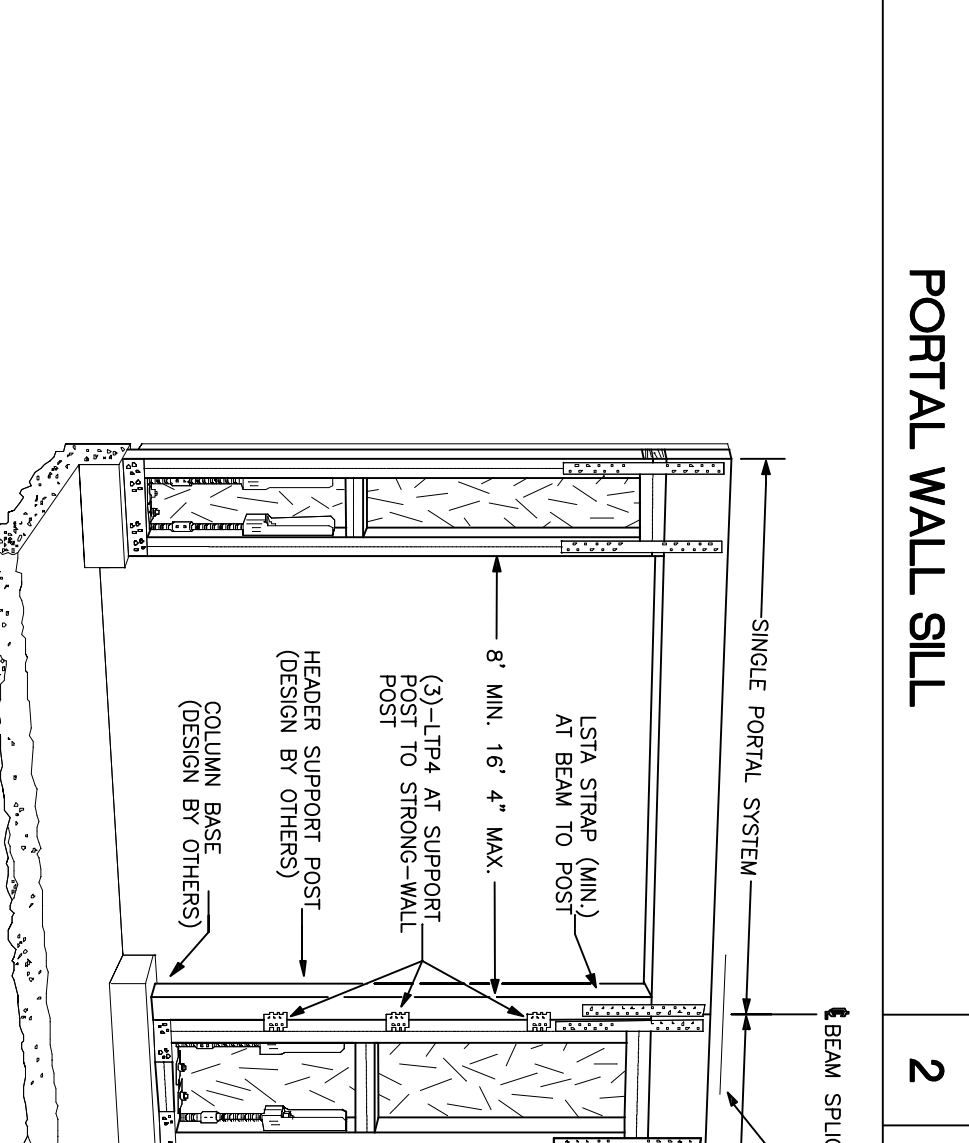 PORTAL WALL SILL
2
BEAM
SINGLE PORTAL SYSTEM
LSTA STRAP (MIN.)
AT BEAM TO POST
8' MIN. 16' 4" MAX.
(3)-LTP4 AT SUPPORT
POST TO STRONG-WALL
POST
HEADER SUPPORT POST
(DESIGN BY OTHERS)
COLUMN BASE
(DESIGN BY OTHERS)